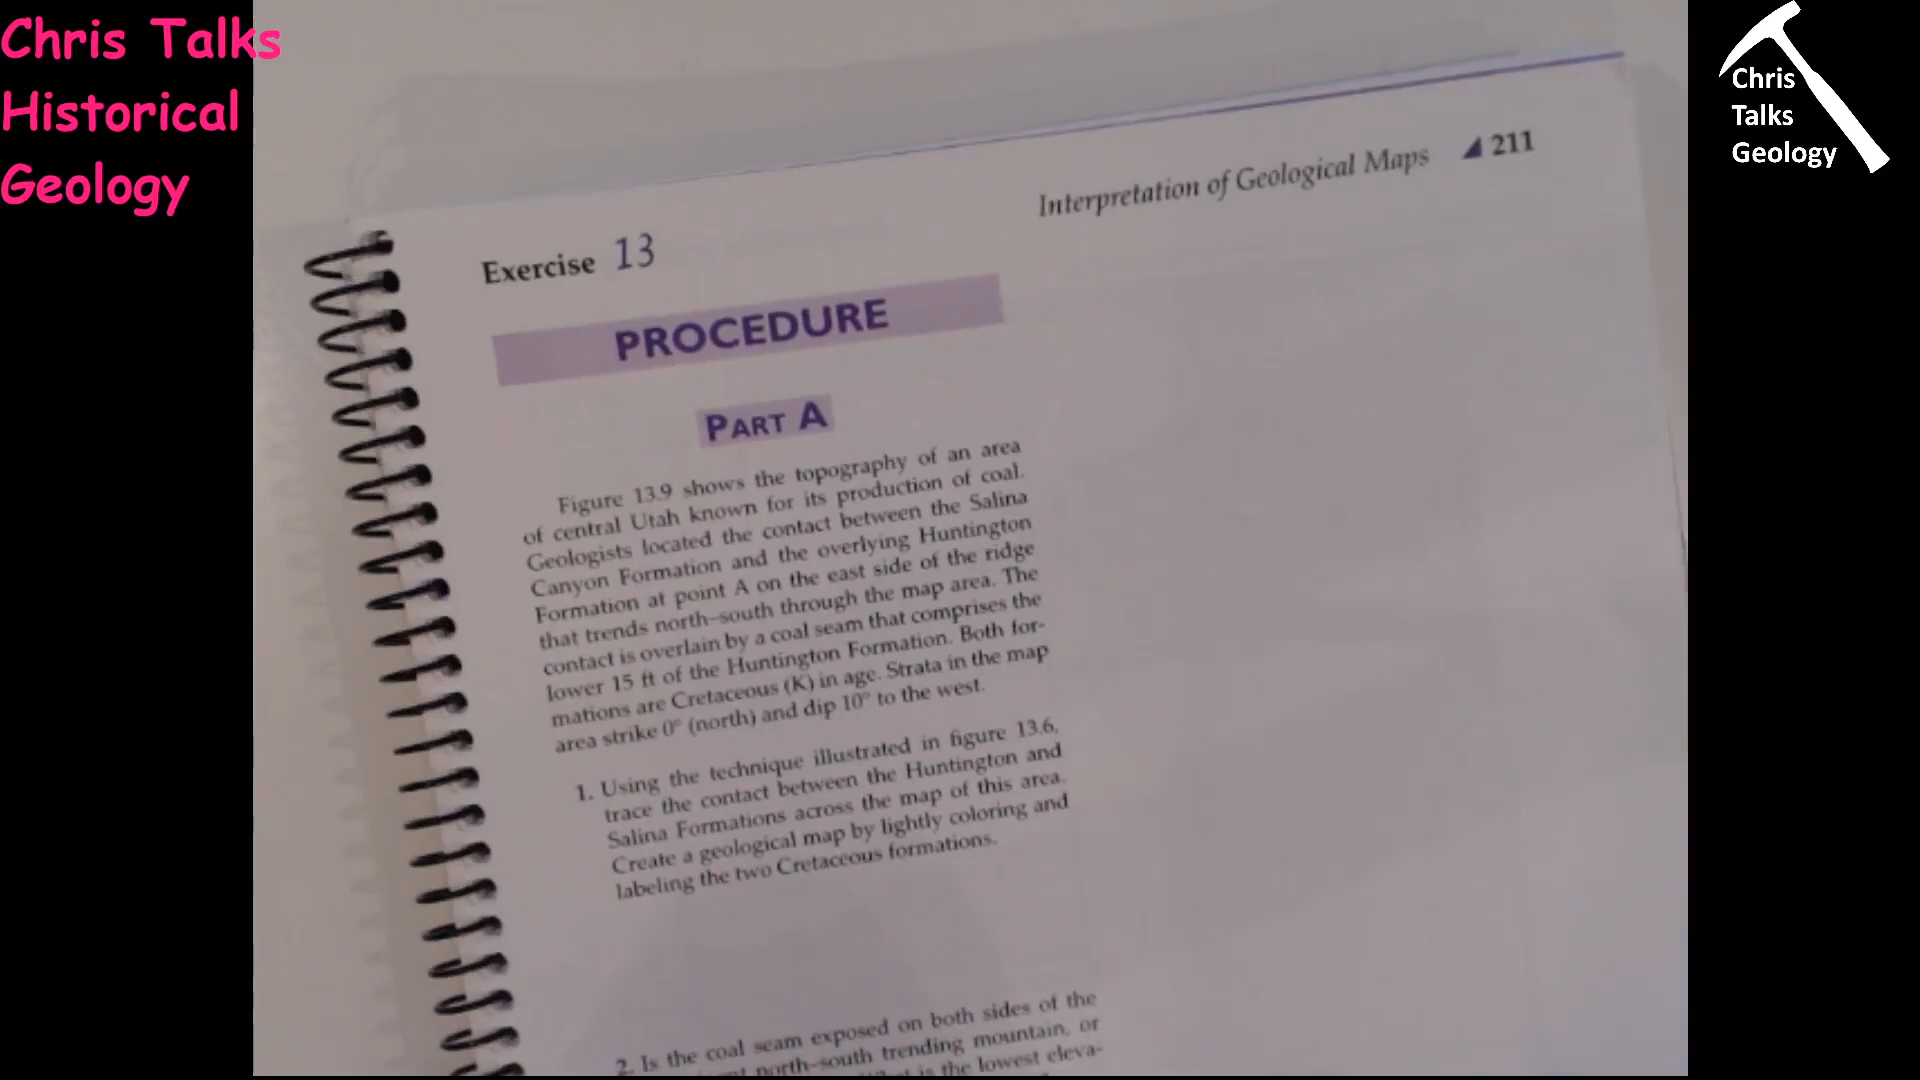 Chris Talks
Historical
Geology
Chris
Talks
Geology
Interpretation of Geological Maps 211
Exercise 13
PROCEDURE
PART A
Figure 13.9 shows the topography of an area
of central Utah known for its production of coal.
Geologists located the contact between the Salina
Canyon Formation and the overlying Huntington
Formation at point A on the east side of the ridge
that trends north–south through the map area. The
contact is overlain by a coal seam that comprises the
lower 15 ft of the Huntington Formation. Both for-
mations are Cretaceous (K) in age. Strata in the map
area strike 0° (north) and dip 10° to the west.
1. Using the technique illustrated in figure 13.6,
trace the contact between the Huntington and
Salina Formations across the map of this area.
Create a geological map by lightly coloring and
labeling the two Cretaceous formations.
2. Is the coal seam exposed on both sides of the
north–south trending mountain, or
is the lowest eleva-